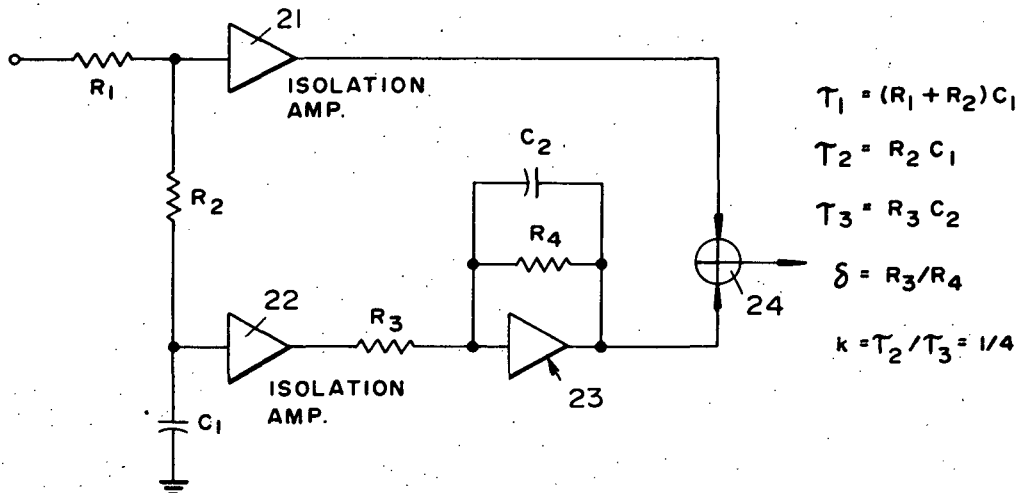 21
R1
ISOLATION
AMP.
τ1 = (R1 + R2) C1
C2
τ2 = R2 C1
R2
R4
τ3 = R3 C2
22
R3
24
δ = R3/R4
k = τ2/τ3 = 1/4
ISOLATION
AMP.
23
C1